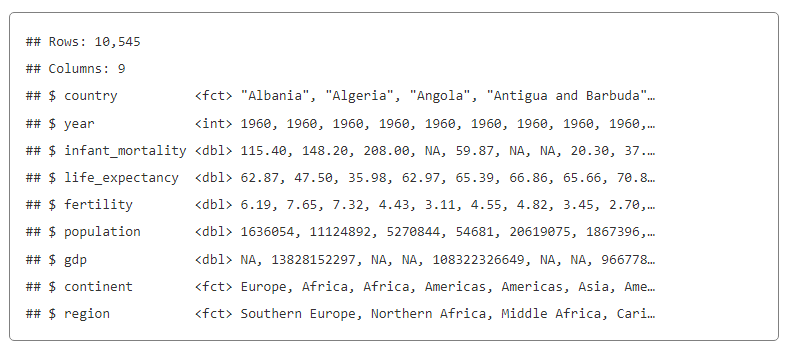 ## Rows: 10,545
## Columns: 9
## $ country          <fct> "Albania", "Algeria", "Angola", "Antigua and Barbuda"…
## $ year             <int> 1960, 1960, 1960, 1960, 1960, 1960, 1960, 1960, 1960,…
## $ infant_mortality <dbl> 115.40, 148.20, 208.00, NA, 59.87, NA, NA, 20.30, 37.…
## $ life_expectancy  <dbl> 62.87, 47.50, 35.98, 62.97, 65.39, 66.86, 65.66, 70.8…
## $ fertility        <dbl> 6.19, 7.65, 7.32, 4.43, 3.11, 4.55, 4.82, 3.45, 2.70,…
## $ population       <dbl> 1636054, 11124892, 5270844, 54681, 20619075, 1867396,…
## $ gdp              <dbl> NA, 13828152297, NA, NA, 108322326649, NA, NA, 966778…
## $ continent        <fct> Europe, Africa, Africa, Americas, Americas, Asia, Ame…
## $ region           <fct> Southern Europe, Northern Africa, Middle Africa, Cari…